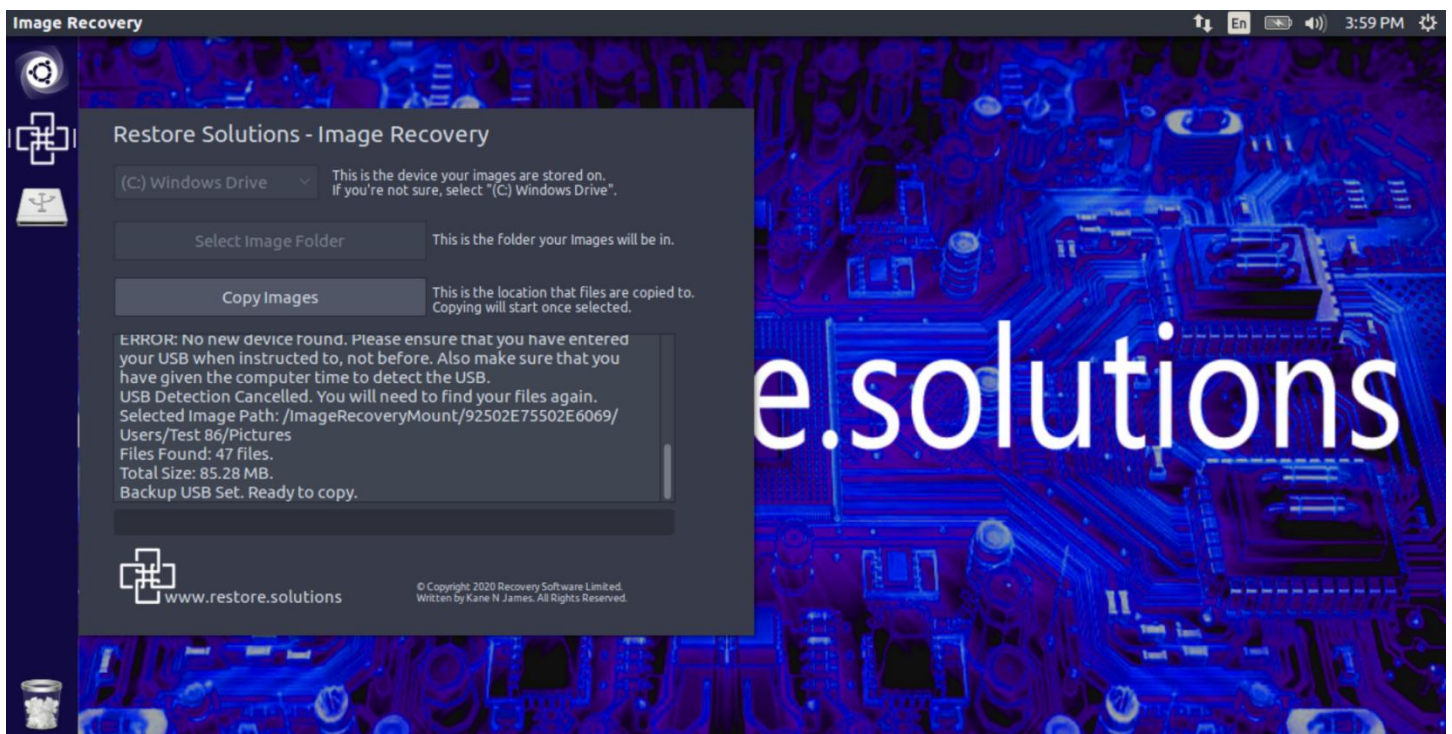 Image Recovery
En
3:59 PM
Restore Solutions - Image Recovery
(C:) Windows Drive
This is the device your images are stored on.
If you're not sure, select "(C:) Windows Drive".
Select Image Folder
This is the folder your Images will be in.
Copy Images
This is the location that files are copied to.
Copying will start once selected.
ERROR: No new device found. Please ensure that you have entered
your USB when instructed to, not before. Also make sure that you
have given the computer time to detect the USB.
USB Detection Cancelled. You will need to find your files again.
Selected Image Path: /ImageRecoveryMount/92502E75502E6069/
Users/Test 86/Pictures
Files Found: 47 files.
Total Size: 85.28 MB.
Backup USB Set. Ready to copy.
www.restore.solutions
© Copyright 2020 Recovery Software Limited.
Written by Kane N James. All Rights Reserved.
e.solutions